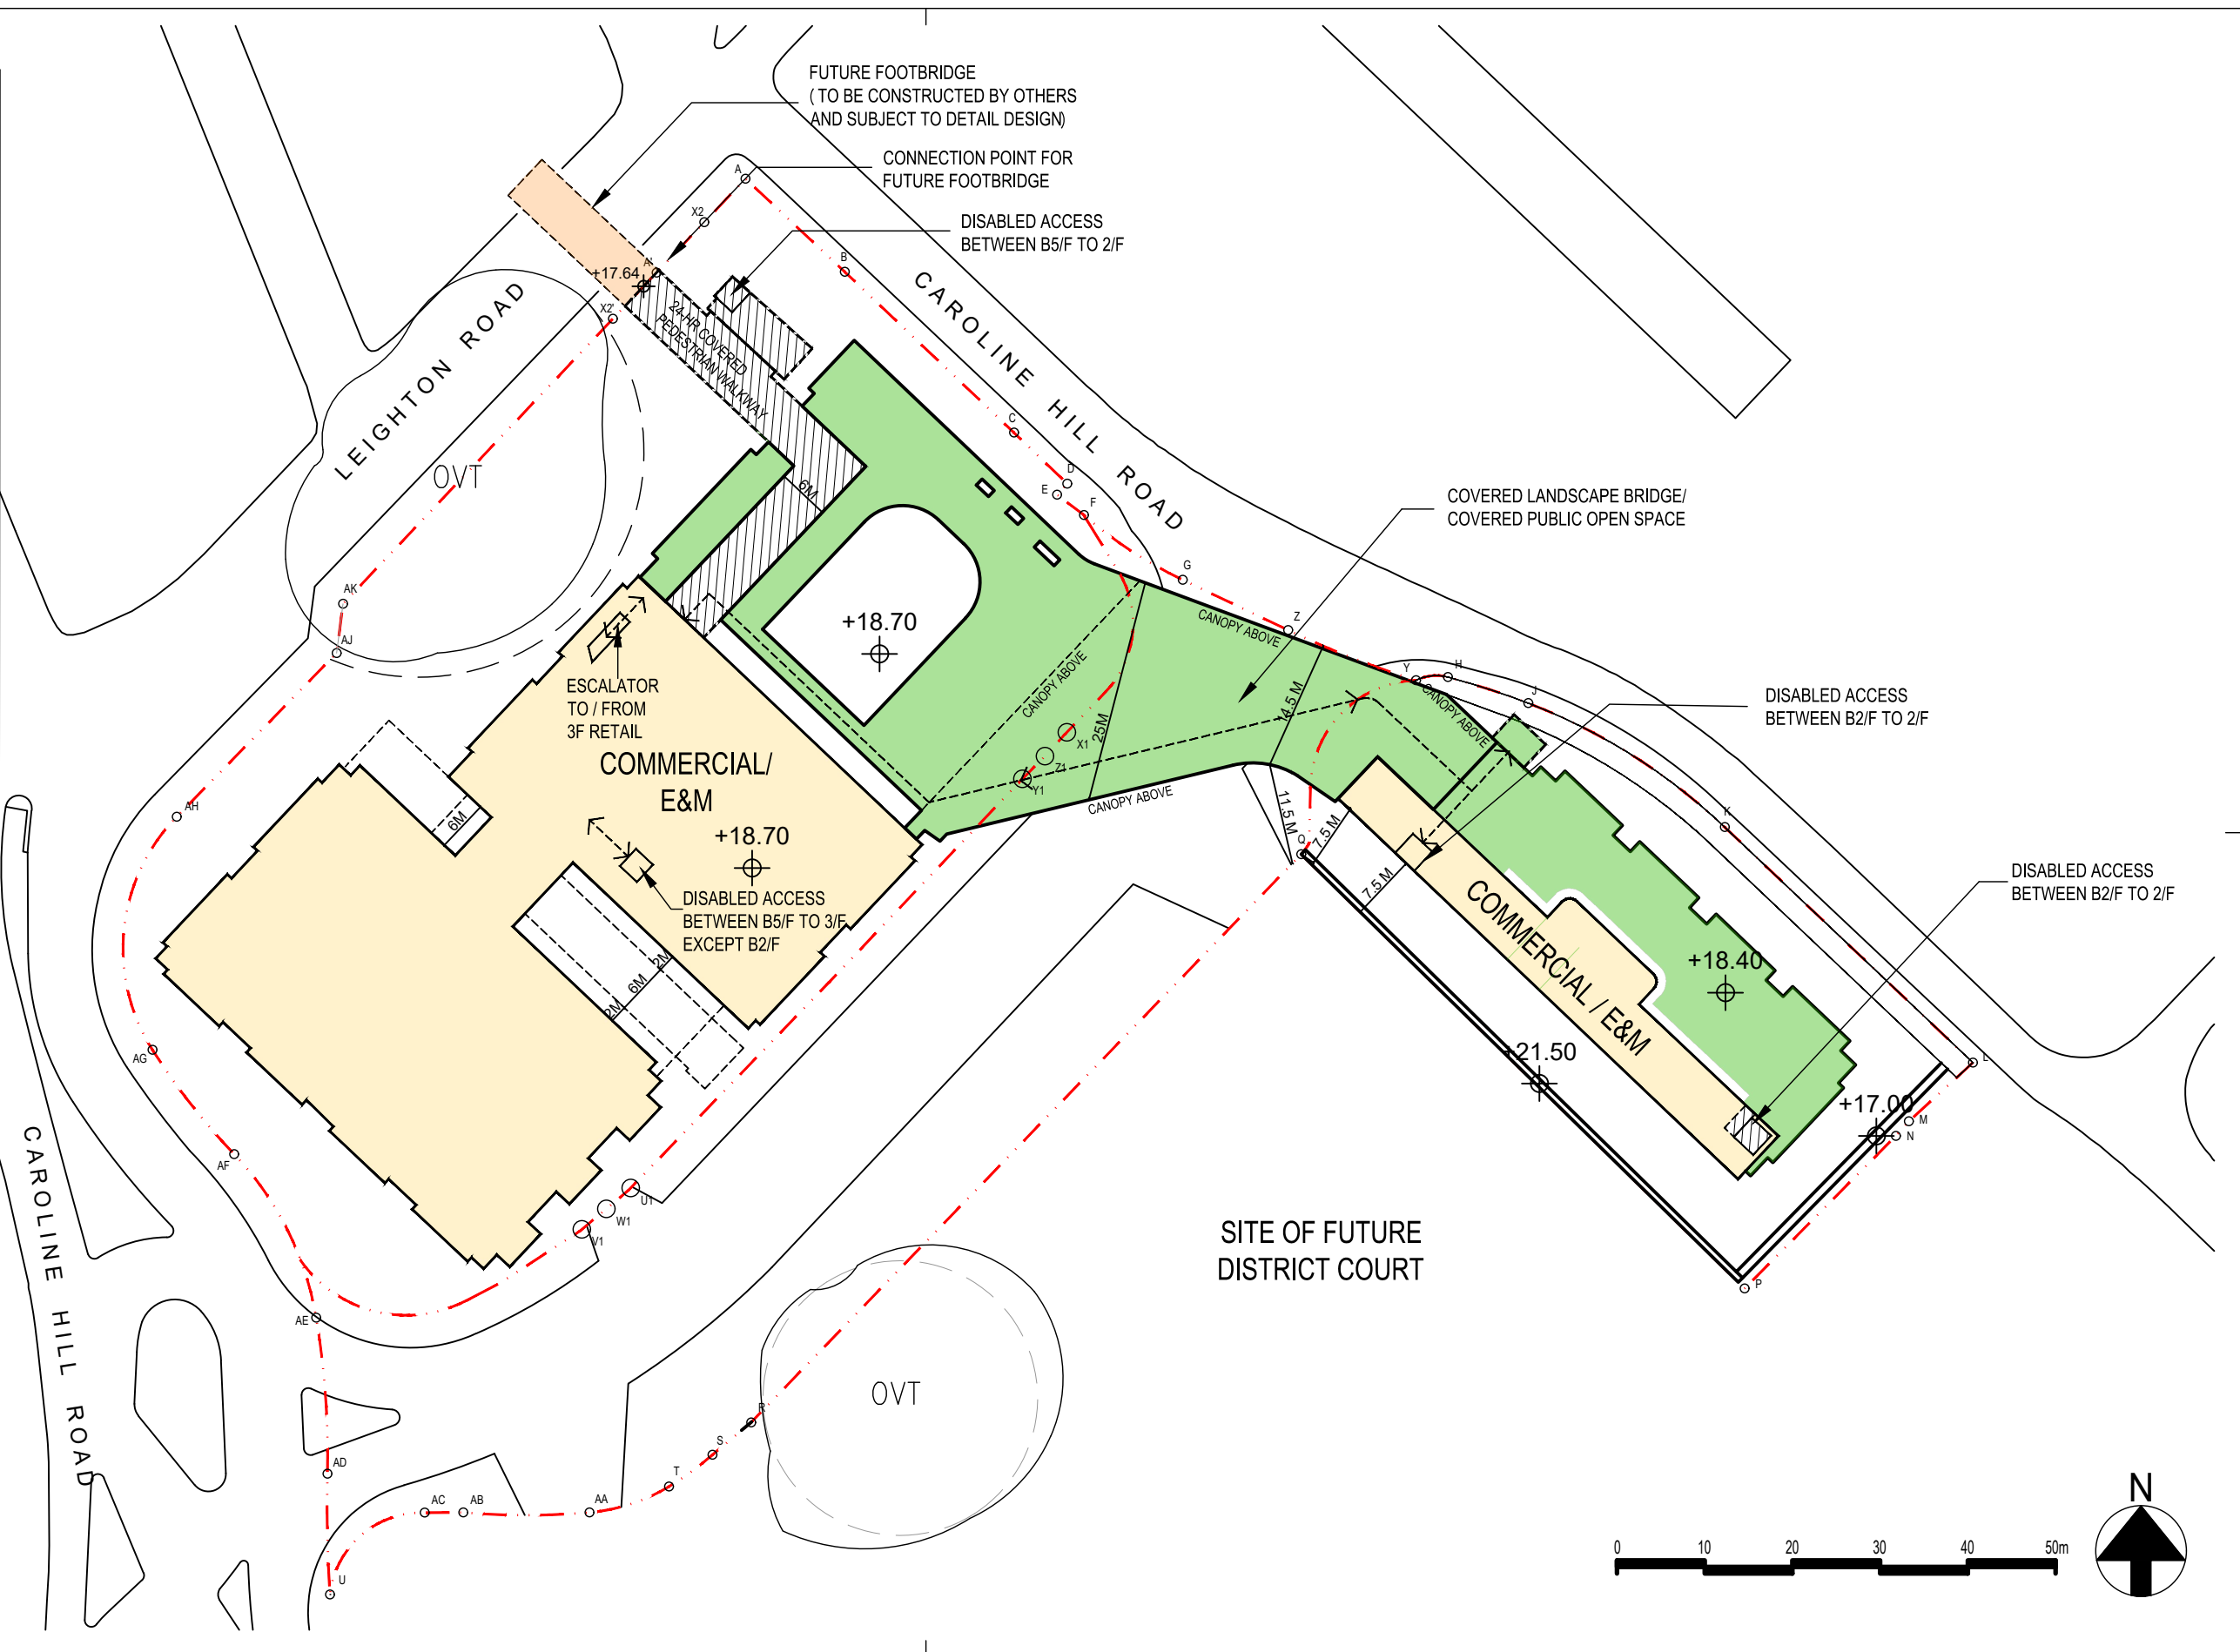 FUTURE FOOTBRIDGE
( TO BE CONSTRUCTED BY OTHERS
AND SUBJECT TO DETAIL DESIGN)
CONNECTION POINT FOR
FUTURE FOOTBRIDGE
DISABLED ACCESS
BETWEEN B5/F TO 2/F
A
X2
B
A'
+17.64
X2'
24-HR COVERED
PEDESTRIAN WALKWAY
CAROLINE HILL ROAD
LEIGHTON ROAD
OVT
C
D
E
F
6M
G
COVERED LANDSCAPE BRIDGE/
COVERED PUBLIC OPEN SPACE
AK
AJ
+18.70
CANOPY ABOVE
Z
CANOPY ABOVE
Y
H
J
CANOPY ABOVE
14.5 M
25M
X1
Z1
Y1
CANOPY ABOVE
DISABLED ACCESS
BETWEEN B2/F TO 2/F
ESCALATOR
TO / FROM
3F RETAIL
COMMERCIAL/
E&M
+18.70
AH
6M
11.5 M
Q
7.5 M
7.5 M
K
DISABLED ACCESS
BETWEEN B2/F TO 2/F
DISABLED ACCESS
BETWEEN B5/F TO 3/F
EXCEPT B2/F
COMMERCIAL / E&M
+18.40
2M
6M
2M
+21.50
+17.00
L
M
N
P
AG
AF
U1
W1
V1
AE
CAROLINE HILL ROAD
SITE OF FUTURE
DISTRICT COURT
OVT
R
S
T
AA
AB
AC
AD
U
0 10 20 30 40 50m
N